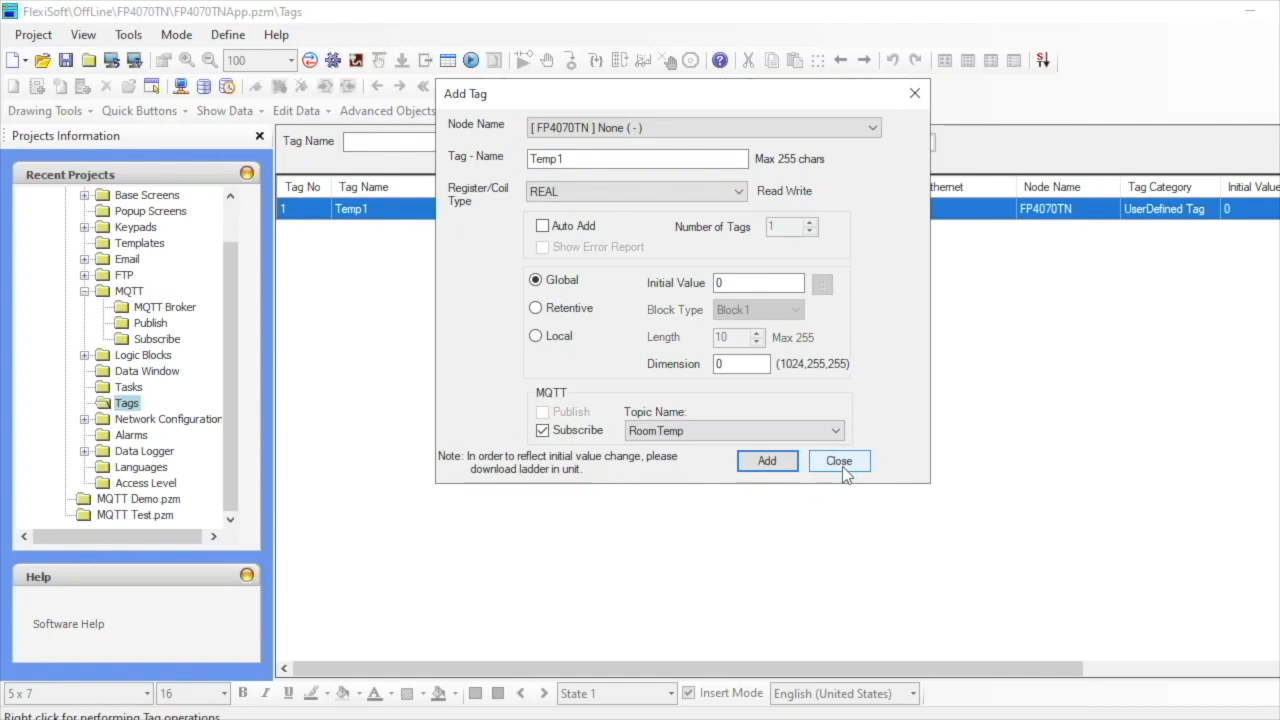 FlexiSoft\OffLine\FP4070TN\FP4070TNApp.pzm\Tags
Project View Tools Mode Define Help
100
Drawing Tools Quick Buttons Show Data Edit Data Advanced Objects
Projects Information
Recent Projects
Base Screens
Popup Screens
Keypads
Templates
Email
FTP
MQTT
MQTT Broker
Publish
Subscribe
Logic Blocks
Data Window
Tasks
Tags
Network Configuration
Alarms
Data Logger
Languages
Access Level
MQTT Demo.pzm
MQTT Test.pzm
Help
Software Help
Tag Name
Tag No Tag Name Node Name Tag Category Initial Value
1 Temp1 FP4070TN UserDefined Tag 0
Add Tag
Node Name [ FP4070TN ] None ( - )
Tag - Name Temp1 Max 255 chars
Register/Coil
Type
REAL Read Write
Auto Add Number of Tags 1
Show Error Report
Global Initial Value 0
Retentive Block Type Block1
Local Length 10 Max 255
Dimension 0 (1024,255,255)
MQTT
Publish Topic Name:
Subscribe RoomTemp
Note: In order to reflect initial value change, please
download ladder in unit.
Add Close
5 x 7 16 B I U A State 1 Insert Mode English (United States)
Right click for performing Tag operations